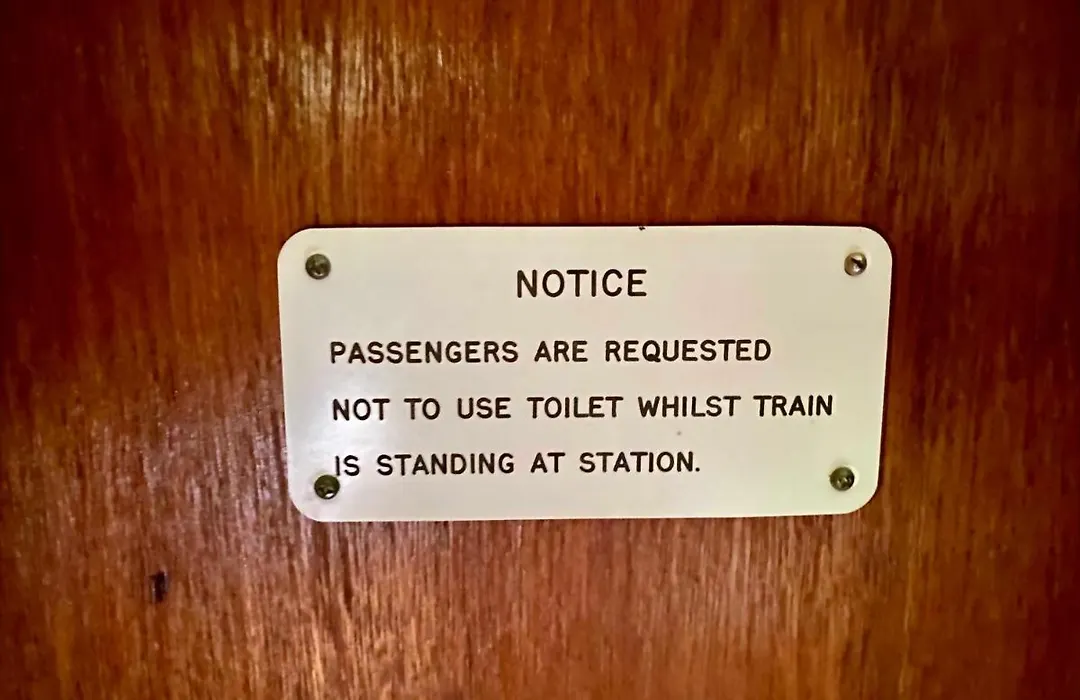 NOTICE
PASSENGERS ARE REQUESTED
NOT TO USE TOILET WHILST TRAIN
IS STANDING AT STATION.